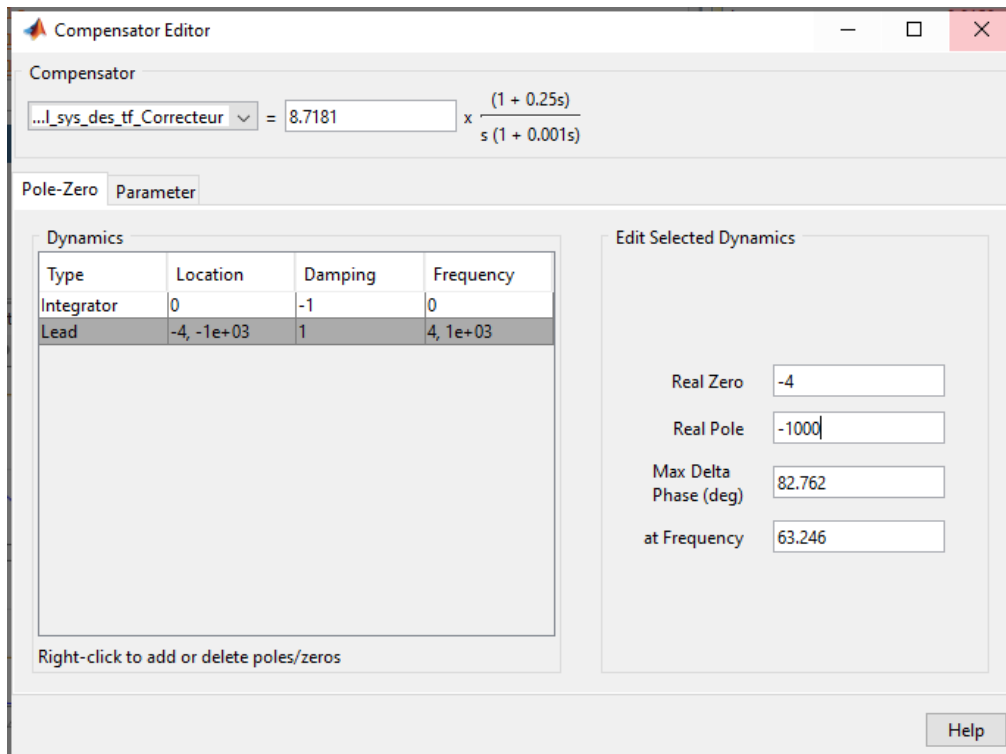 Compensator Editor
Compensator
...l_sys_des_tf_Correcteur = 8.7181 x (1 + 0.25s)
s (1 + 0.001s)
Pole-Zero Parameter
Dynamics
Type Location Damping Frequency
Integrator 0 -1 0
Lead -4, -1e+03 1 4, 1e+03
Right-click to add or delete poles/zeros
Edit Selected Dynamics
Real Zero -4
Real Pole -1000
Max Delta
Phase (deg) 82.762
at Frequency 63.246
Help